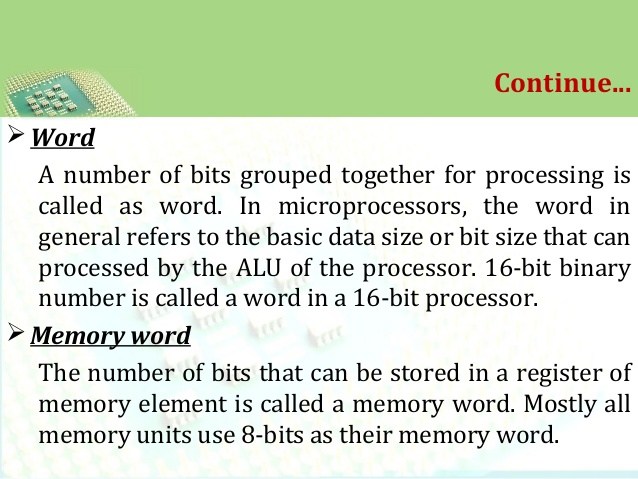 Continue...
➢ Word
A number of bits grouped together for processing is
called as word. In microprocessors, the word in
general refers to the basic data size or bit size that can
processed by the ALU of the processor. 16-bit binary
number is called a word in a 16-bit processor.
➢ Memory word
The number of bits that can be stored in a register of
memory element is called a memory word. Mostly all
memory units use 8-bits as their memory word.